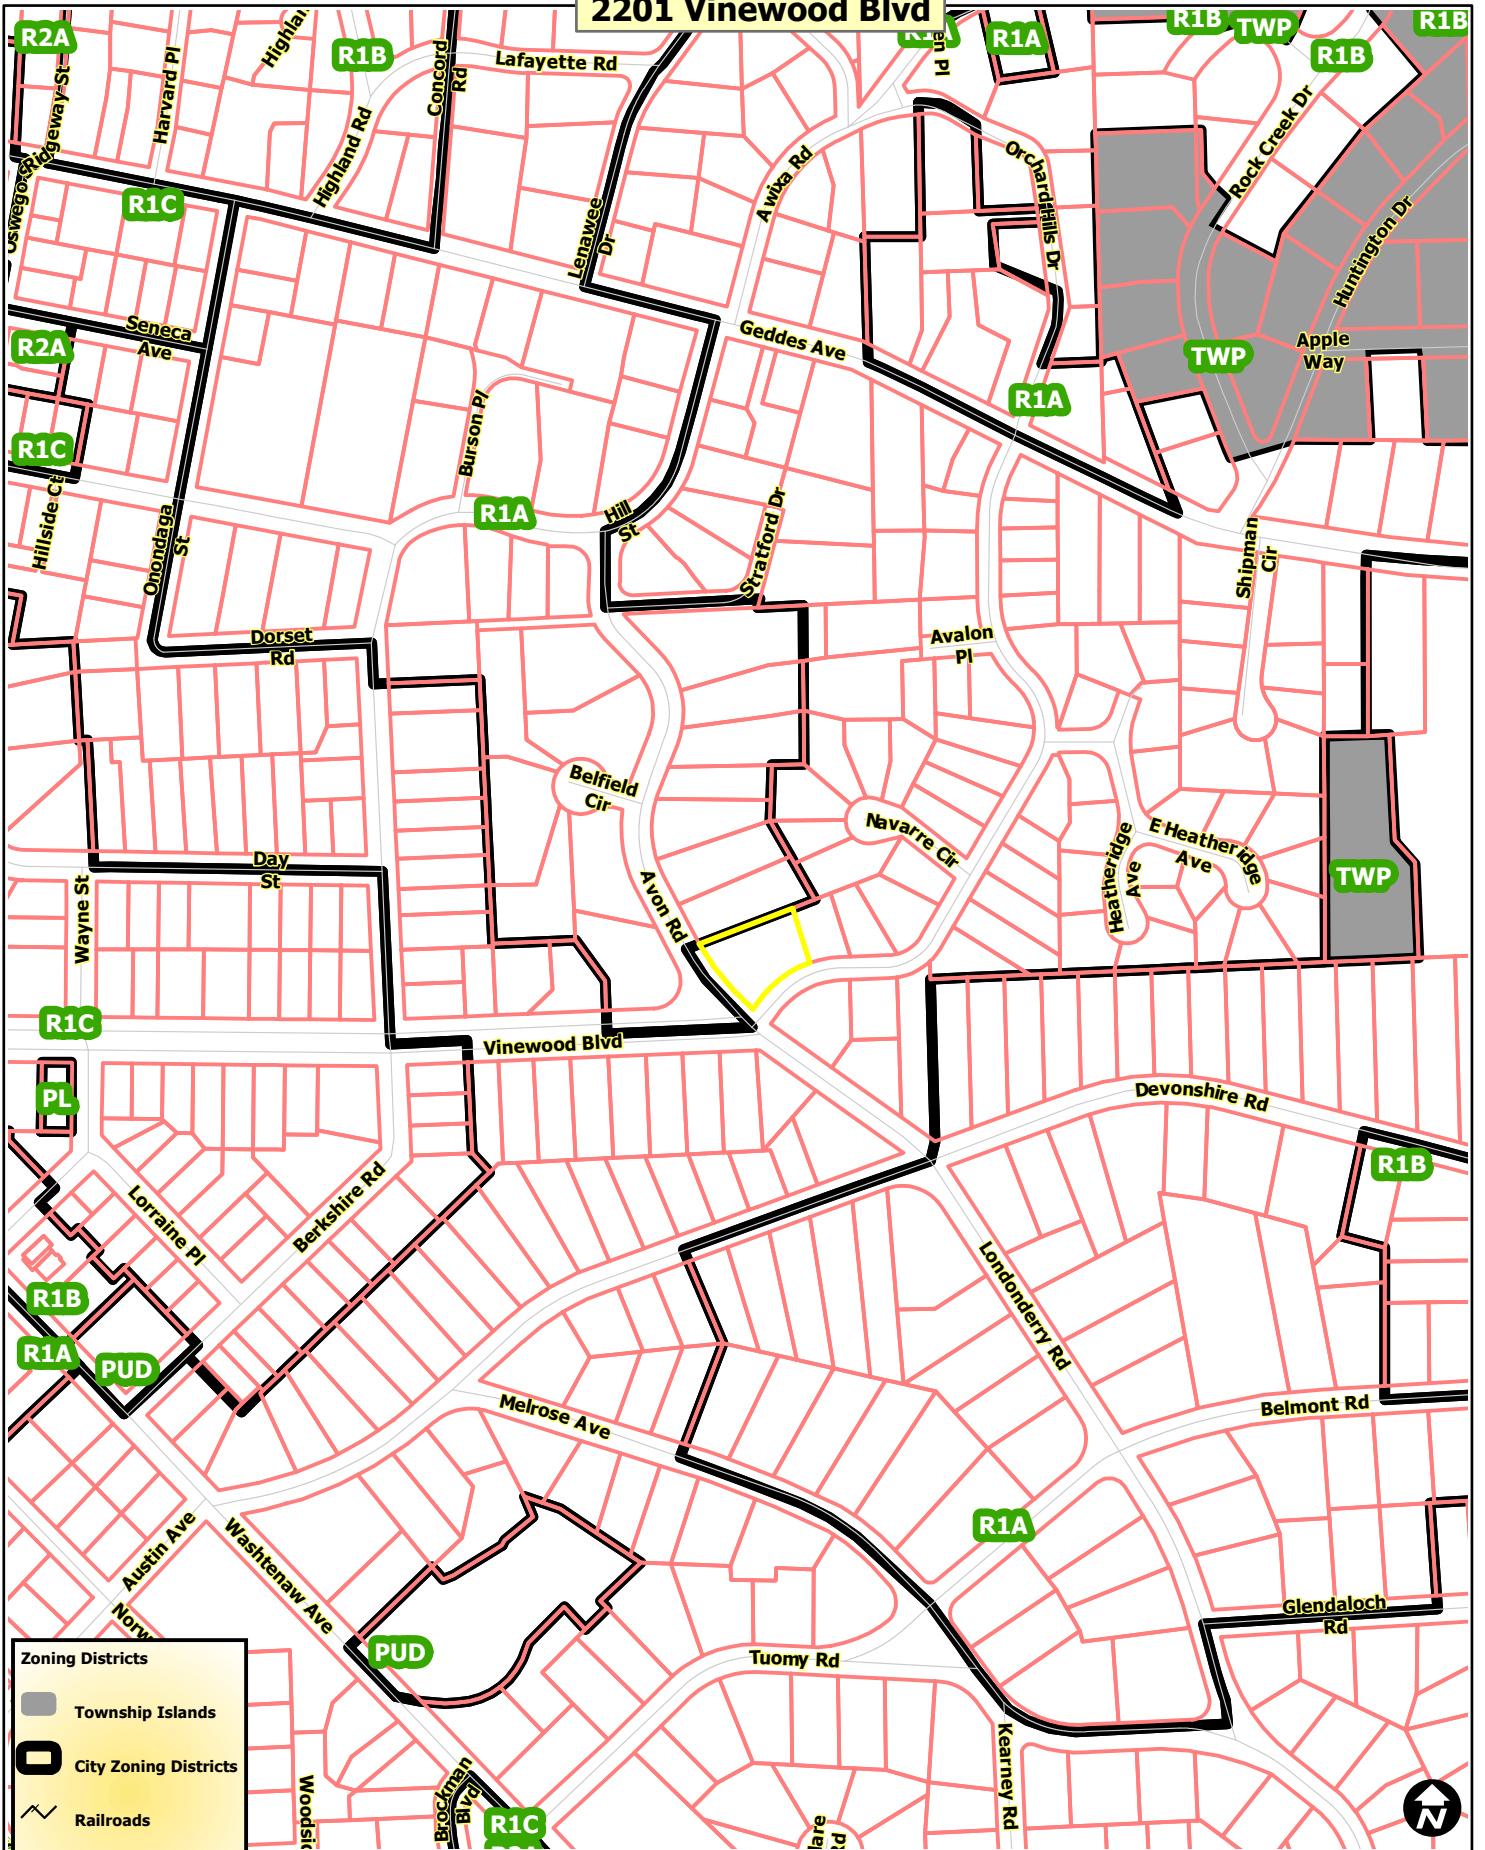 2201 Vinewood Blvd
R2A
R1B
R1A
R1B
TWP
R1B
R1B
Ridgeway St
Harvard Pl
Concord
Rd
Lafayette Rd
Highland Rd
Awixa Rd
Orchard Hills Dr
Rock Creek Dr
Huntington Dr
R1C
Lenawee
Dr
Seneca
Ave
R2A
Geddes Ave
TWP
Apple
Way
R1A
R1C
Burson Pl
Hillside Ct
Onondaga
St
R1A
Hill
St
Stratford Dr
Shipman
Cir
Dorset
Rd
Avalon
Pl
Belfield
Cir
Navarre Cir
Heatheridge
Ave
E Heatheridge
Ave
TWP
Day
St
Wayne St
Avon Rd
R1C
Vinewood Blvd
PL
Devonshire Rd
R1B
Lorraine Pl
Berkshire Rd
Londonderry Rd
R1B
R1A
PUD
Melrose Ave
Belmont Rd
R1A
Austin Ave
Washtenaw Ave
PUD
Tuomy Rd
Glendaloch
Rd
Kearney Rd
Brockman
Blvd
R1C
Zoning Districts
Township Islands
City Zoning Districts
Railroads
N